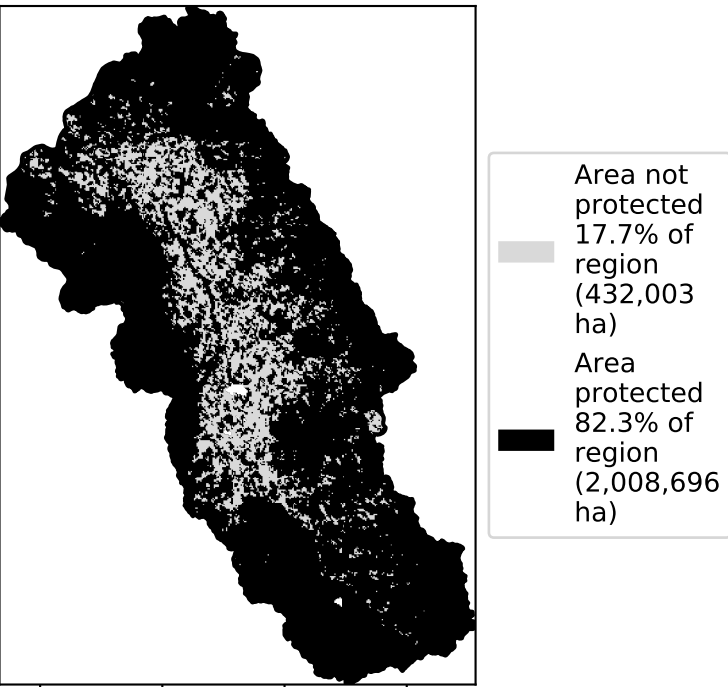 Area not
protected
17.7% of
region
(432,003
ha)
Area
protected
82.3% of
region
(2,008,696
ha)